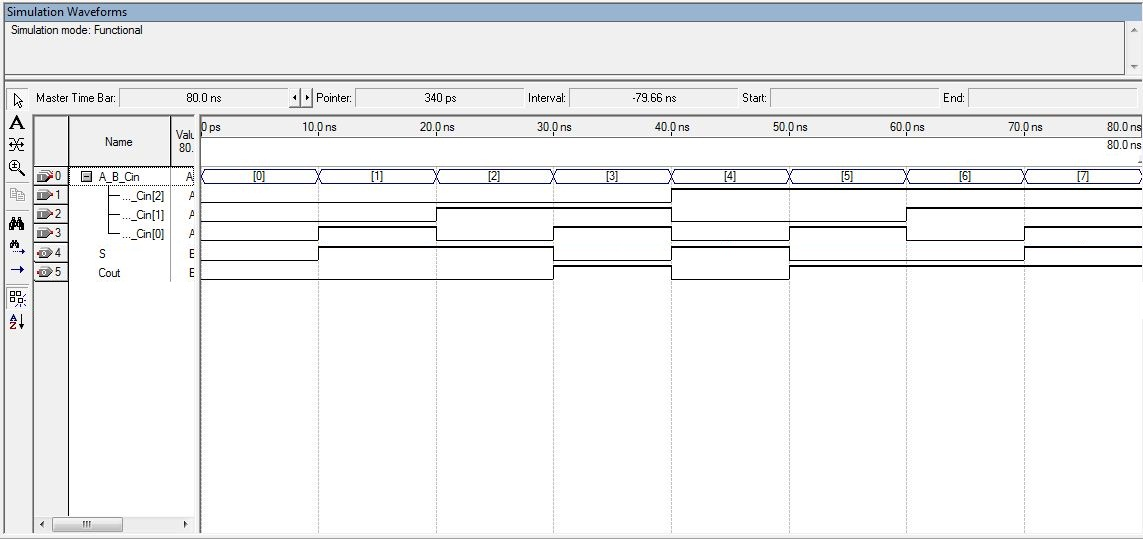 Simulation Waveforms
Simulation mode: Functional
Master Time Bar: 80.0 ns Pointer: 340 ps Interval: -79.66 ns Start: End:
Name Valu 80.
0 ps 10.0 ns 20.0 ns 30.0 ns 40.0 ns 50.0 ns 60.0 ns 70.0 ns 80.0 ns
80.0 ns
0 A_B_Cin A [0] [1] [2] [3] [4] [5] [6] [7]
1 ..._Cin[2] A
2 ..._Cin[1] A
3 ..._Cin[0] A
4 S E
5 Cout E